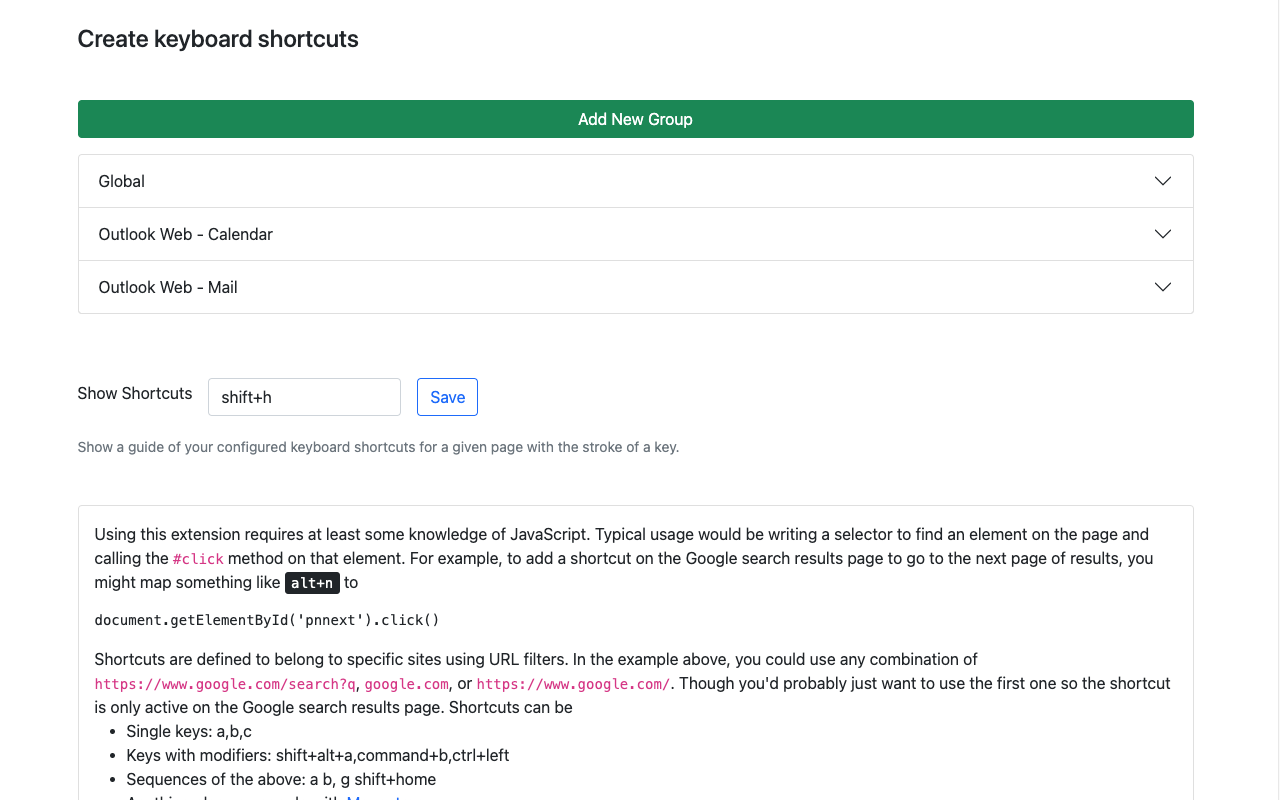 Create keyboard shortcuts
Add New Group
Global
Outlook Web - Calendar
Outlook Web - Mail
Show Shortcuts shift+h Save
Show a guide of your configured keyboard shortcuts for a given page with the stroke of a key.
Using this extension requires at least some knowledge of JavaScript. Typical usage would be writing a selector to find an element on the page and
calling the #click method on that element. For example, to add a shortcut on the Google search results page to go to the next page of results, you
might map something like alt+n to
document.getElementById('pnnext').click()
Shortcuts are defined to belong to specific sites using URL filters. In the example above, you could use any combination of
https://www.google.com/search?q, google.com, or https://www.google.com/. Though you'd probably just want to use the first one so the shortcut
is only active on the Google search results page. Shortcuts can be
• Single keys: a,b,c
• Keys with modifiers: shift+alt+a,command+b,ctrl+left
• Sequences of the above: a b, g shift+home